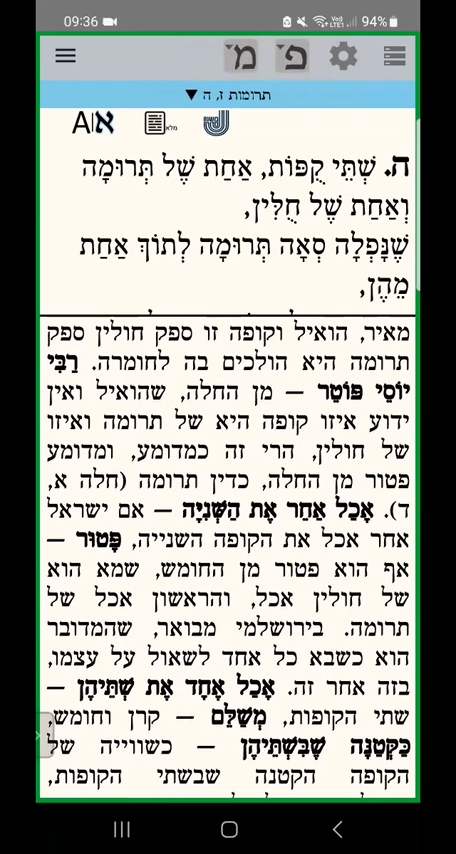 09:36
94%
פ׳ מ׳
תרומות ז, ה ▼
A|א
מלא
ה. שְׁתֵּי קֻפּוֹת, אַחַת שֶׁל תְּרוּמָה
וְאַחַת שֶׁל חֻלִּין,
שֶׁנָּפְלָה סְאָה תְּרוּמָה לְתוֹךְ אַחַת
מֵהֶן,
מאיר, הואיל וקופה זו ספק חולין ספק
תרומה היא הולכים בה לחומרה. רַבִּי
יוֹסֵי פּוֹטֵר – מן החלה, שהואיל ואין
ידוע איזו קופה היא של תרומה ואיזו
של חולין, הרי זה כמדומע, ומדומע
פטור מן החלה, כדין תרומה (חלה א,
ד). אָכַל אַחֵר אֶת הַשְּׁנִיָּה – אם ישראל
אחר אכל את הקופה השנייה, פָּטוּר –
אף הוא פטור מן החומש, שמא הוא
של חולין אכל, והראשון אכל של
תרומה. בירושלמי מבואר, שהמדובר
הוא כשבא כל אחד לשאול על עצמו,
בזה אחר זה. אָכַל אֶחָד אֶת שְׁתֵּיהֶן –
שתי הקופות, מְשַׁלֵּם – קרן וחומש,
כַּקְּטַנָּה שֶׁבִּשְׁתֵּיהֶן – כשווייה של
הקופה הקטנה שבשתי הקופות,